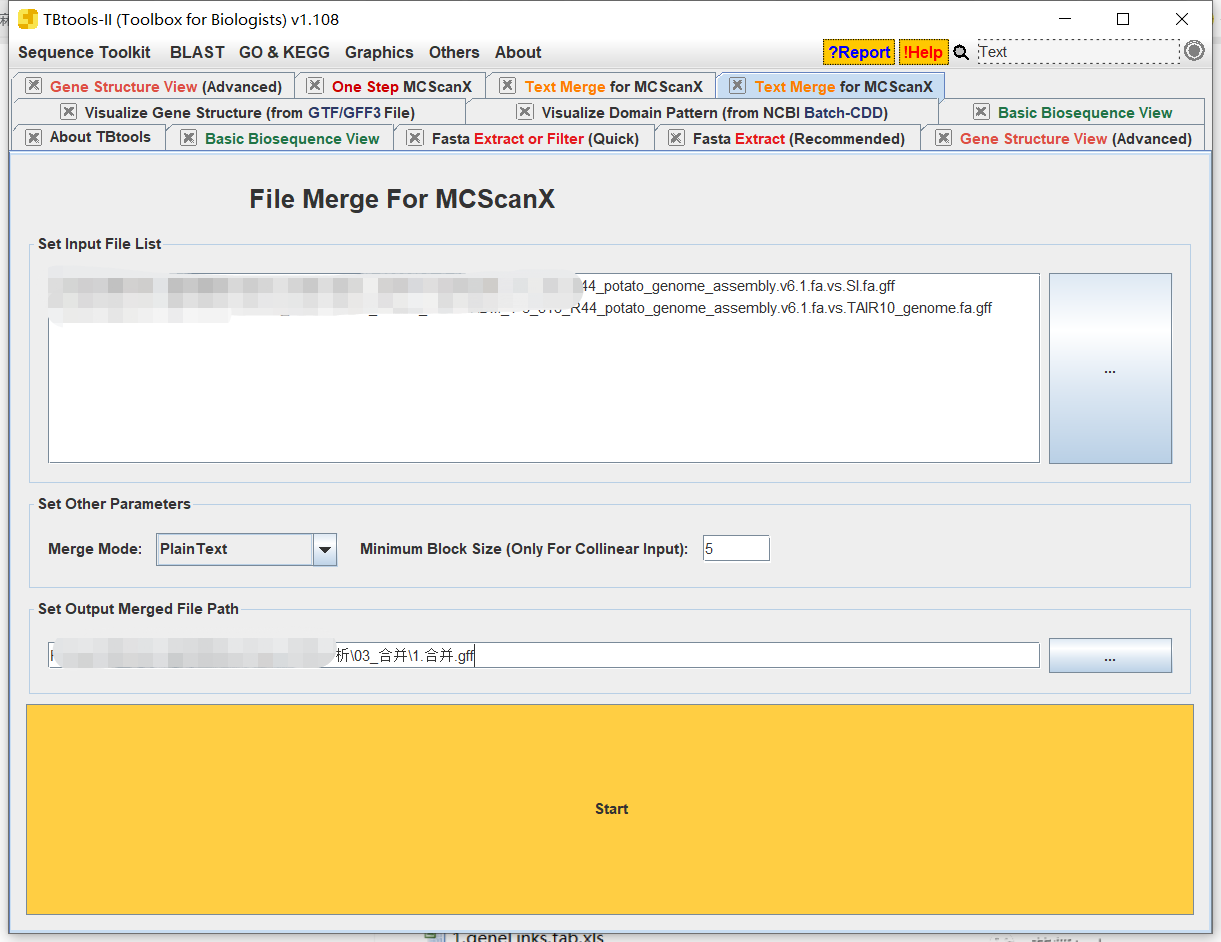 TBtools-II (Toolbox for Biologists) v1.108
Sequence Toolkit BLAST GO & KEGG Graphics Others About ?Report !Help Text
Gene Structure View (Advanced) One Step MCScanX Text Merge for MCScanX Text Merge for MCScanX
Visualize Gene Structure (from GTF/GFF3 File) Visualize Domain Pattern (from NCBI Batch-CDD) Basic Biosequence View
About TBtools Basic Biosequence View Fasta Extract or Filter (Quick) Fasta Extract (Recommended) Gene Structure View (Advanced)
File Merge For MCScanX
Set Input File List
44_potato_genome_assembly.v6.1.fa.vs.Sl.fa.gff
R44_potato_genome_assembly.v6.1.fa.vs.TAIR10_genome.fa.gff
...
Set Other Parameters
Merge Mode: PlainText Minimum Block Size (Only For Collinear Input): 5
Set Output Merged File Path
析\03_合并\1.合并.gff ...
Start
1.geneLinks.tab.xls